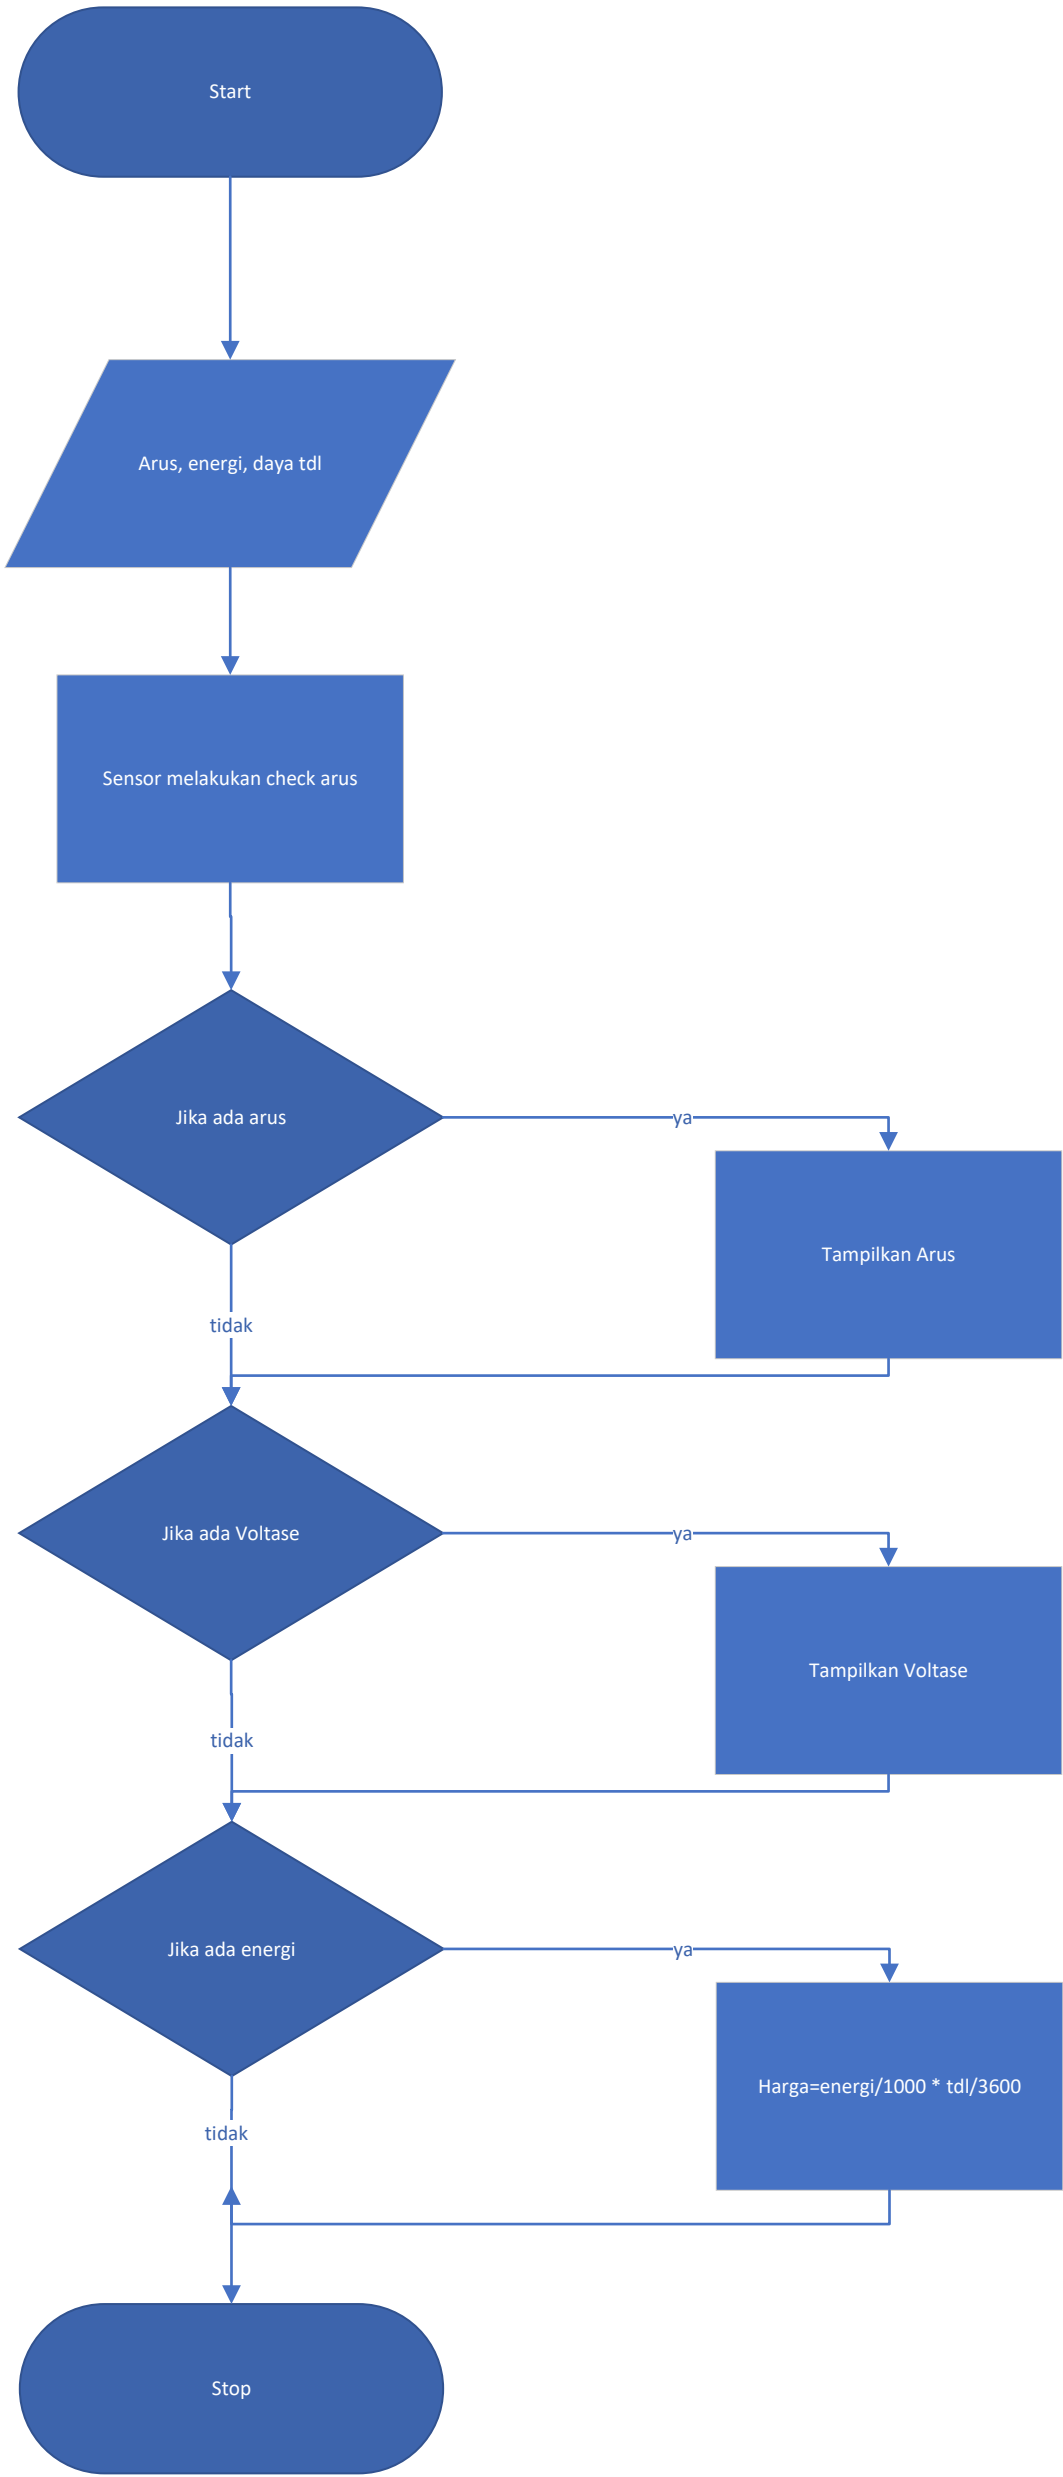 Start
Arus, energi, daya tdl
Sensor melakukan check arus
Jika ada arus
ya
Tampilkan Arus
tidak
Jika ada Voltase
ya
Tampilkan Voltase
tidak
Jika ada energi
ya
Harga=energi/1000 * tdl/3600
tidak
Stop